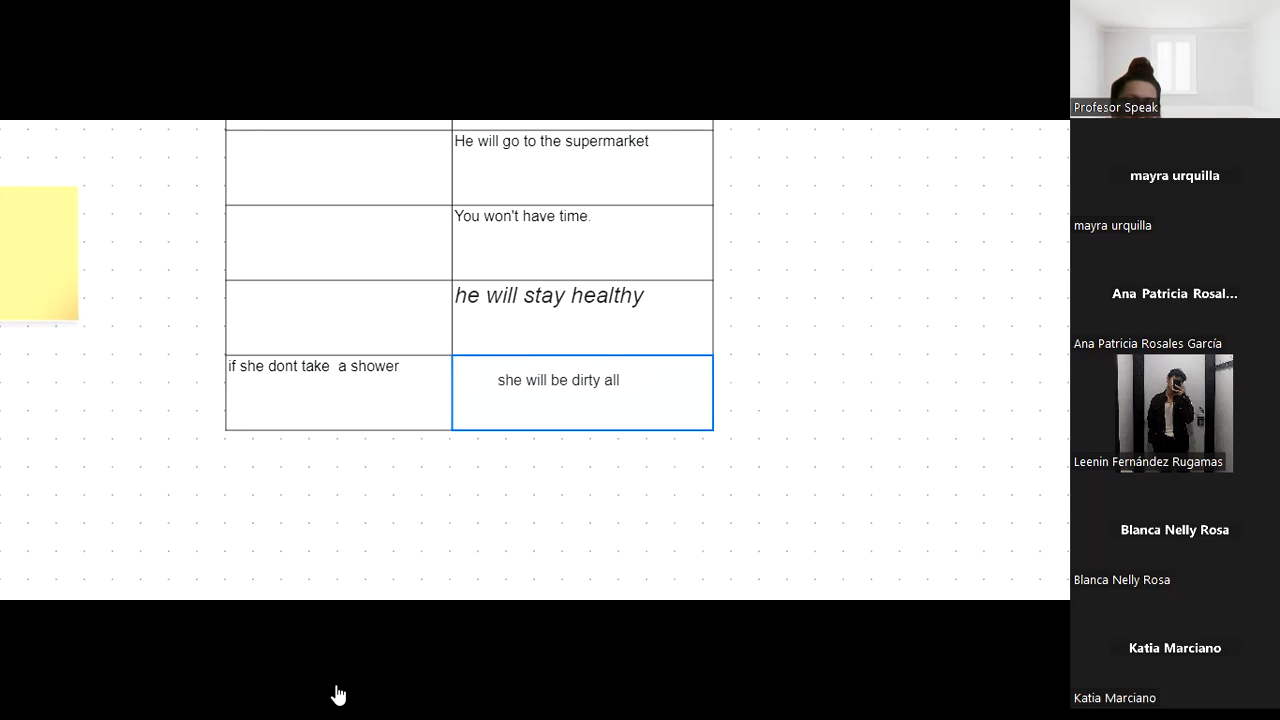 He will go to the supermarket
You won't have time.
he will stay healthy
if she dont take  a shower
she will be dirty all
Profesor Speak
mayra urquilla
mayra urquilla
Ana Patricia Rosal...
Ana Patricia Rosales García
Leenin Fernández Rugamas
Blanca Nelly Rosa
Blanca Nelly Rosa
Katia Marciano
Katia Marciano